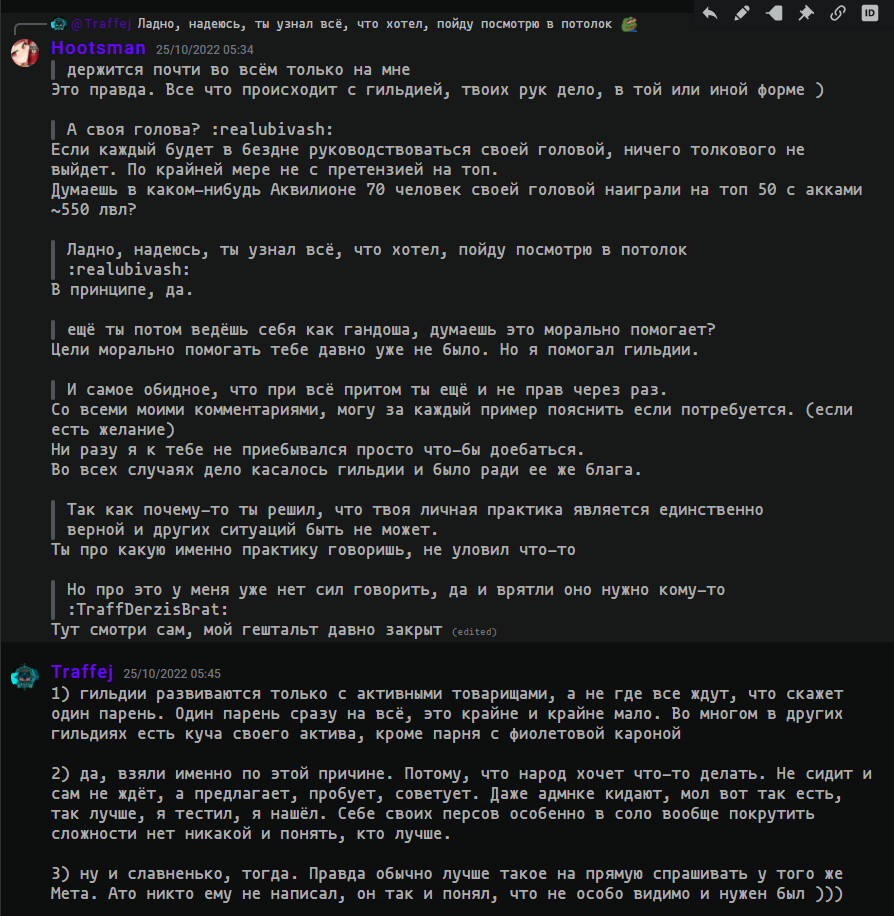 @Traffej Ладно, надеюсь, ты узнал всё, что хотел, пойду посмотрю в потолок
ID
Hootsman 25/10/2022 05:34
держится почти во всём только на мне
Это правда. Все что происходит с гильдией, твоих рук дело, в той или иной форме )
А своя голова? :realubivash:
Если каждый будет в бездне руководствоваться своей головой, ничего толкового не
выйдет. По крайней мере не с претензией на топ.
Думаешь в каком-нибудь Аквилионе 70 человек своей головой наиграли на топ 50 с акками
~550 лвл?
Ладно, надеюсь, ты узнал всё, что хотел, пойду посмотрю в потолок
:realubivash:
В принципе, да.
ещё ты потом ведёшь себя как гандоша, думаешь это морально помогает?
Цели морально помогать тебе давно уже не было. Но я помогал гильдии.
И самое обидное, что при всё притом ты ещё и не прав через раз.
Со всеми моими комментариями, могу за каждый пример пояснить если потребуется. (если
есть желание)
Ни разу я к тебе не приебывался просто что-бы доебаться.
Во всех случаях дело касалось гильдии и было ради ее же блага.
Так как почему-то ты решил, что твоя личная практика является единственно
верной и других ситуаций быть не может.
Ты про какую именно практику говоришь, не уловил что-то
Но про это у меня уже нет сил говорить, да и врятли оно нужно кому-то
:TraffDerzisBrat:
Тут смотри сам, мой гештальт давно закрыт (edited)
Traffej 25/10/2022 05:45
1) гильдии развиваются только с активными товарищами, а не где все ждут, что скажет
один парень. Один парень сразу на всё, это крайне и крайне мало. Во многом в других
гильдиях есть куча своего актива, кроме парня с фиолетовой кароной
2) да, взяли именно по этой причине. Потому, что народ хочет что-то делать. Не сидит и
сам не ждёт, а предлагает, пробует, советует. Даже адмнке кидают, мол вот так есть,
так лучше, я тестил, я нашёл. Себе своих персов особенно в соло вообще покрутить
сложности нет никакой и понять, кто лучше.
3) ну и славненько, тогда. Правда обычно лучше такое на прямую спрашивать у того же
Мета. Ато никто ему не написал, он так и понял, что не особо видимо и нужен был )))